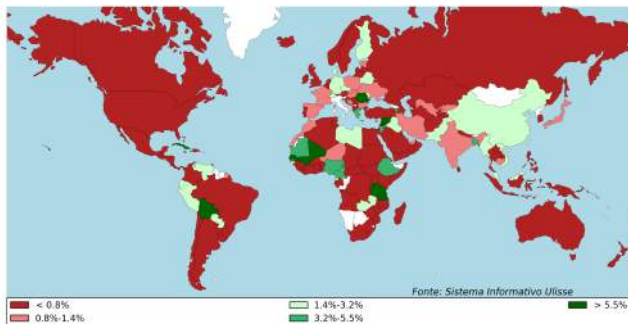 Fonte: Sistema Informativo Ulisse
< 0.8% 1.4%-3.2% > 5.5%
0.8%-1.4% 3.2%-5.5%